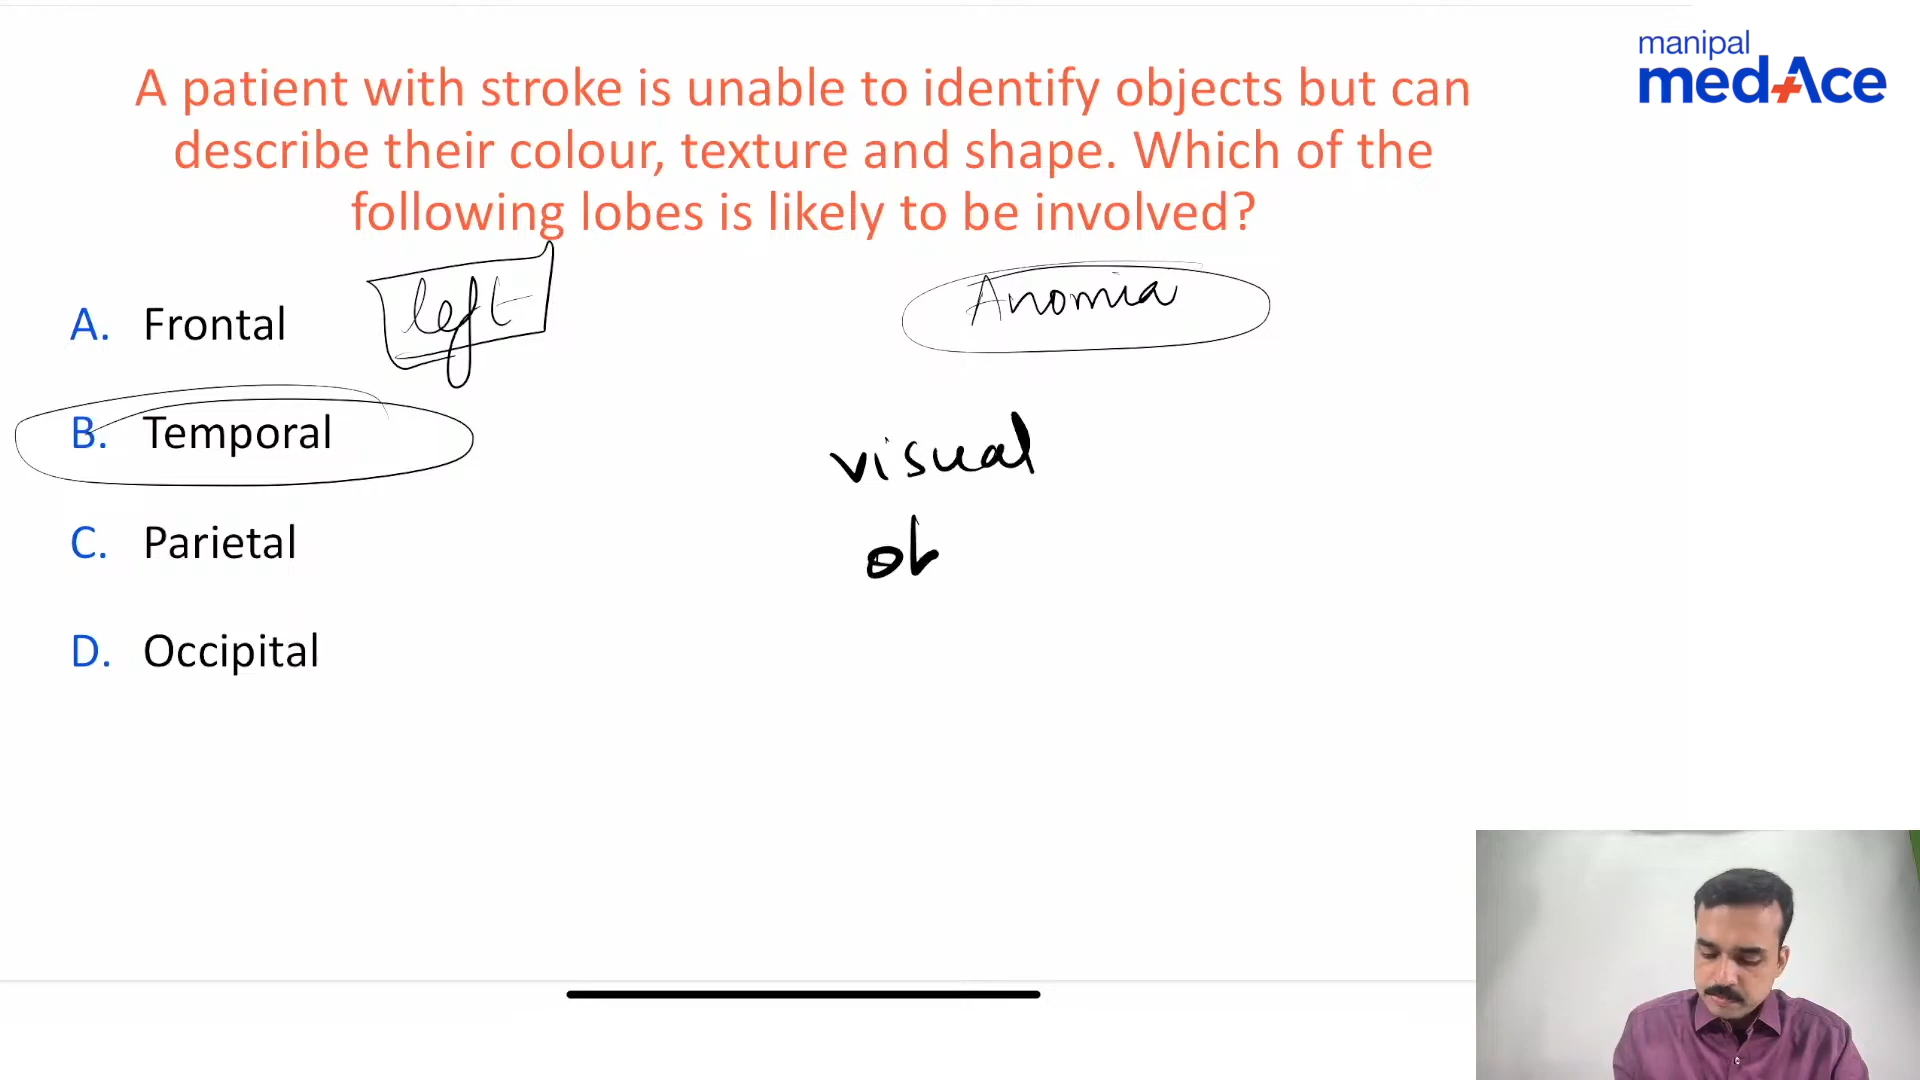 manipal
medAce
A patient with stroke is unable to identify objects but can
describe their colour, texture and shape. Which of the
following lobes is likely to be involved?
left
Anomia
A. Frontal
B. Temporal
visual
ob
C. Parietal
D. Occipital